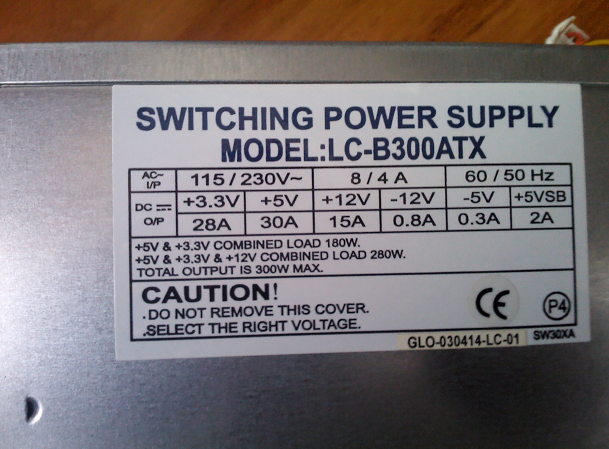 SWITCHING POWER SUPPLY
MODEL:LC-B300ATX
AC~ I/P 115 / 230V~ 8 / 4 A 60 / 50 Hz
DC O/P +3.3V +5V +12V -12V -5V +5VSB
28A 30A 15A 0.8A 0.3A 2A
+5V & +3.3V COMBINED LOAD 180W.
+5V & +3.3V & +12V COMBINED LOAD 280W.
TOTAL OUTPUT IS 300W MAX.
CAUTION!
.DO NOT REMOVE THIS COVER.
.SELECT THE RIGHT VOLTAGE.
CE P4
GLO-030414-LC-01 SW30XA